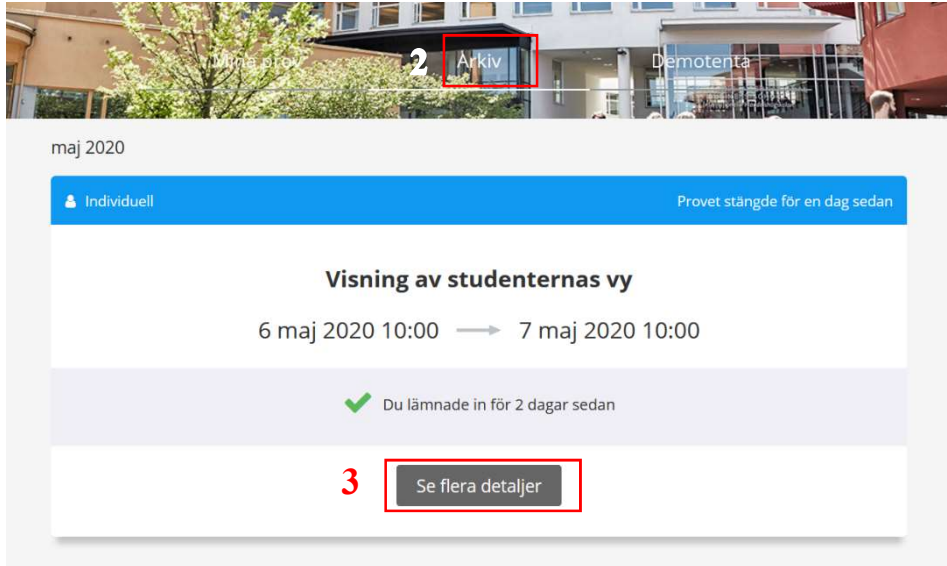 Mina prov 2 Arkiv Demotenta
maj 2020
Individuell Provet stängde för en dag sedan
Visning av studenternas vy
6 maj 2020 10:00 7 maj 2020 10:00
Du lämnade in för 2 dagar sedan
3 Se flera detaljer